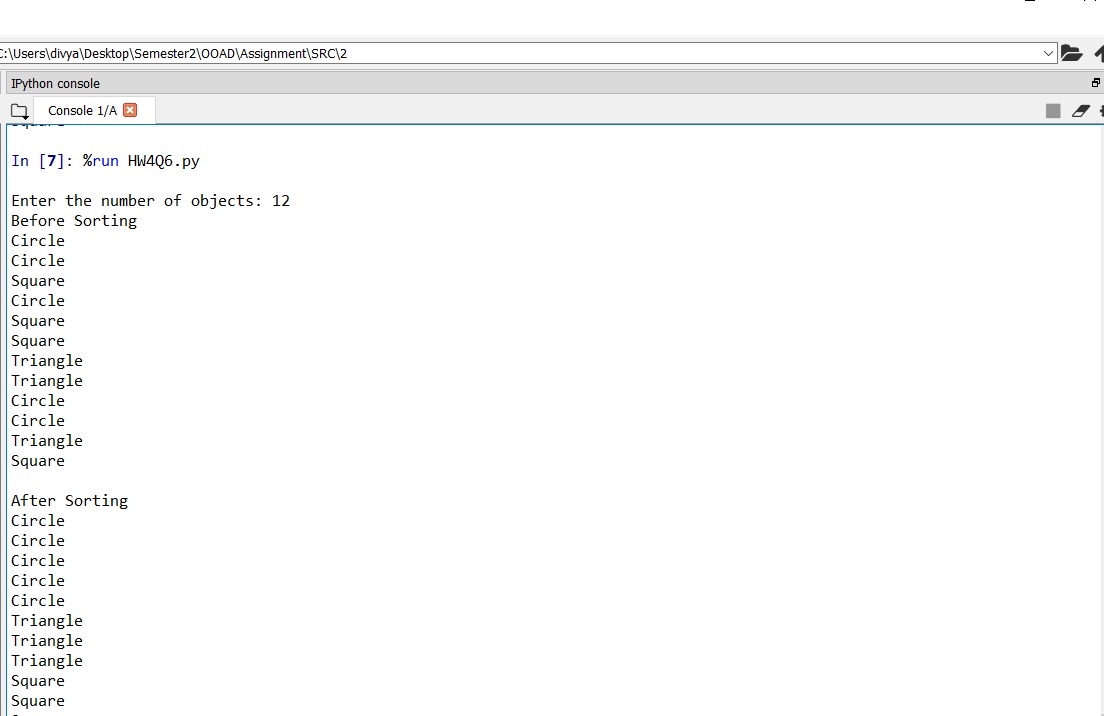 C:\Users\divya\Desktop\Semester2\OOAD\Assignment\SRC\2
IPython console
Console 1/A
In [7]: %run HW4Q6.py
Enter the number of objects: 12
Before Sorting
Circle
Circle
Square
Circle
Square
Square
Triangle
Triangle
Circle
Circle
Triangle
Square
After Sorting
Circle
Circle
Circle
Circle
Circle
Triangle
Triangle
Triangle
Square
Square